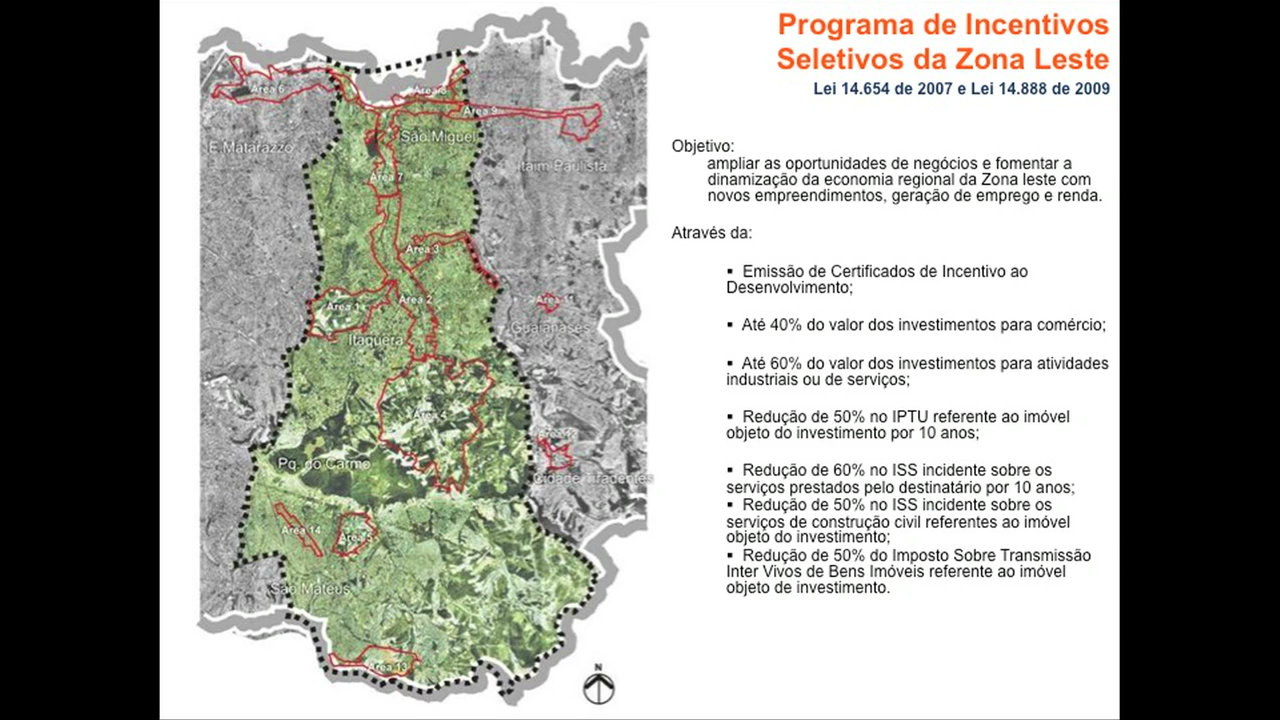 Programa de Incentivos
Seletivos da Zona Leste
Lei 14.654 de 2007 e Lei 14.888 de 2009
Objetivo:
ampliar as oportunidades de negócios e fomentar a
dinamização da economia regional da Zona leste com
novos empreendimentos, geração de emprego e renda.
Através da:
▪ Emissão de Certificados de Incentivo ao
Desenvolvimento;
▪ Até 40% do valor dos investimentos para comércio;
▪ Até 60% do valor dos investimentos para atividades
industriais ou de serviços;
▪ Redução de 50% no IPTU referente ao imóvel
objeto do investimento por 10 anos;
▪ Redução de 60% no ISS incidente sobre os
serviços prestados pelo destinatário por 10 anos;
▪ Redução de 50% no ISS incidente sobre os
serviços de construção civil referentes ao imóvel
objeto do investimento;
▪ Redução de 50% do Imposto Sobre Transmissão
Inter Vivos de Bens Imóveis referente ao imóvel
objeto de investimento.
Área 6
Área 8
Área 9
E.Matarazzo
São Miguel
Itaim Paulista
Área 7
Área 3
Área 1
Área 2
Área 11
Guaianases
Itaquera
Área 4
Área
Pq. do Carmo
Cidade Tiradentes
Área 14
Área 5
São Mateus
Área 13
N